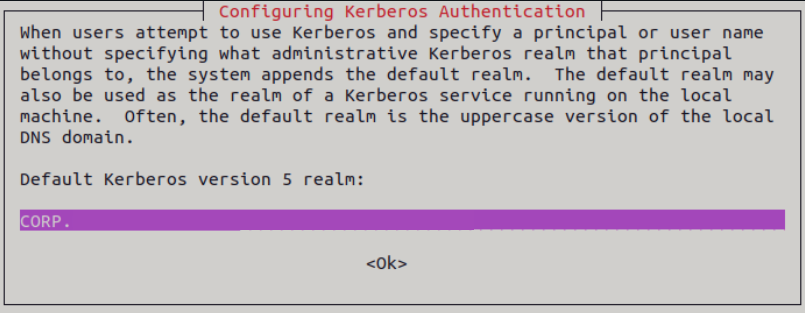 Configuring Kerberos Authentication
When users attempt to use Kerberos and specify a principal or user name
without specifying what administrative Kerberos realm that principal
belongs to, the system appends the default realm.  The default realm may
also be used as the realm of a Kerberos service running on the local
machine.  Often, the default realm is the uppercase version of the local
DNS domain.
Default Kerberos version 5 realm:
CORP.
<Ok>